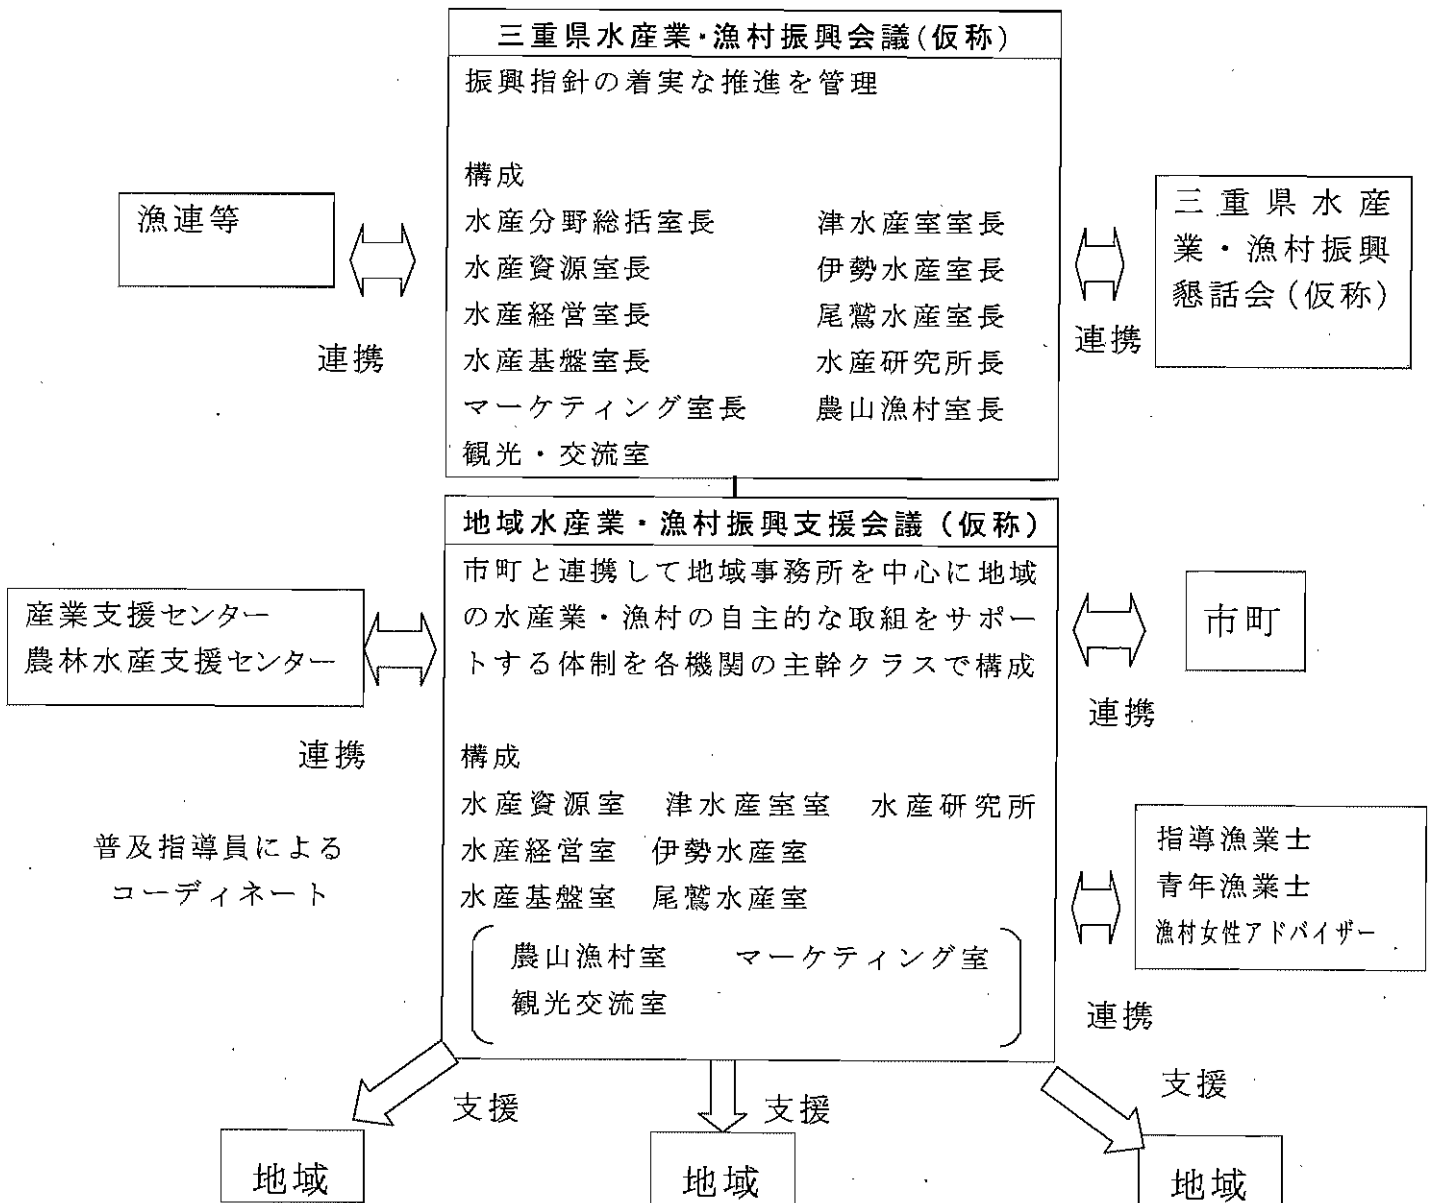 三重県水産業・漁村振興会議(仮称)
振興指針の着実な推進を管理
構成
水産分野総括室長 津水産室室長
水産資源室長 伊勢水産室長
水産経営室長 尾鷲水産室長
水産基盤室長 水産研究所長
マーケティング室長 農山漁村室長
観光・交流室
漁連等
連携
三重県水産
業・漁村振興
懇話会(仮称)
連携
地域水産業・漁村振興支援会議(仮称)
市町と連携して地域事務所を中心に地域
の水産業・漁村の自主的な取組をサポー
トする体制を各機関の主幹クラスで構成
構成
水産資源室 津水産室室 水産研究所
水産経営室 伊勢水産室
水産基盤室 尾鷲水産室
農山漁村室 マーケティング室
観光交流室
産業支援センター
農林水産支援センター
連携
普及指導員による
コーディネート
市町
連携
指導漁業士
青年漁業士
漁村女性アドバイザー
連携
支援
支援
支援
地域
地域
地域